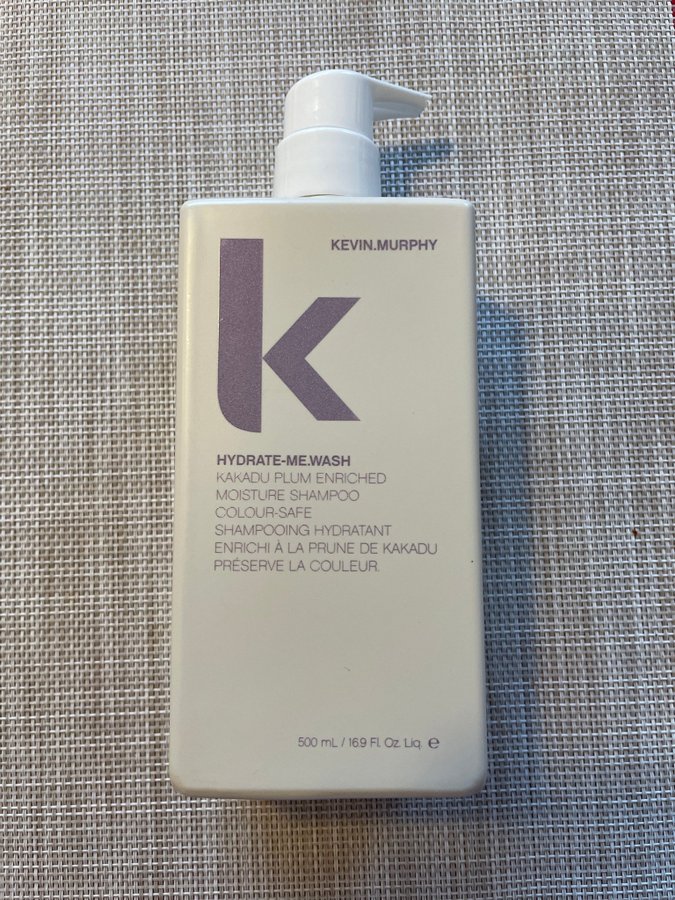 KEVIN.MURPHY
k
HYDRATE-ME.WASH
KAKADU PLUM ENRICHED
MOISTURE SHAMPOO
COLOUR-SAFE
SHAMPOOING HYDRATANT
ENRICHI À LA PRUNE DE KAKADU
PRÉSERVE LA COULEUR.
500 mL / 16.9 Fl. Oz. Liq. ℮